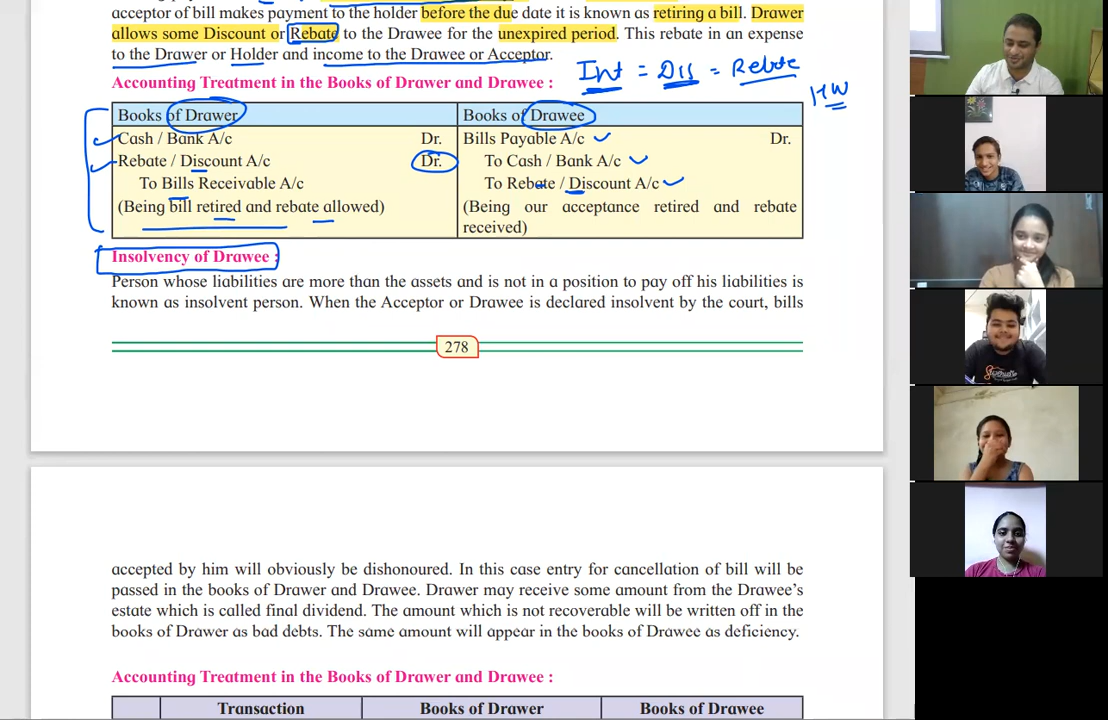 acceptor of bill makes payment to the holder before the due date it is known as retiring a bill. Drawer
allows some Discount or Rebate to the Drawee for the unexpired period. This rebate in an expense
to the Drawer or Holder and income to the Drawee or Acceptor.
Int = Dis = Rebate
HW
Accounting Treatment in the Books of Drawer and Drawee :
Books of Drawer Books of Drawee
Cash / Bank A/c Dr. Bills Payable A/c Dr.
Rebate / Discount A/c Dr. To Cash / Bank A/c
To Bills Receivable A/c To Rebate / Discount A/c
(Being bill retired and rebate allowed) (Being our acceptance retired and rebate
received)
Insolvency of Drawee :
Person whose liabilities are more than the assets and is not in a position to pay off his liabilities is
known as insolvent person. When the Acceptor or Drawee is declared insolvent by the court, bills
278
accepted by him will obviously be dishonoured. In this case entry for cancellation of bill will be
passed in the books of Drawer and Drawee. Drawer may receive some amount from the Drawee's
estate which is called final dividend. The amount which is not recoverable will be written off in the
books of Drawer as bad debts. The same amount will appear in the books of Drawee as deficiency.
Accounting Treatment in the Books of Drawer and Drawee :
Transaction Books of Drawer Books of Drawee